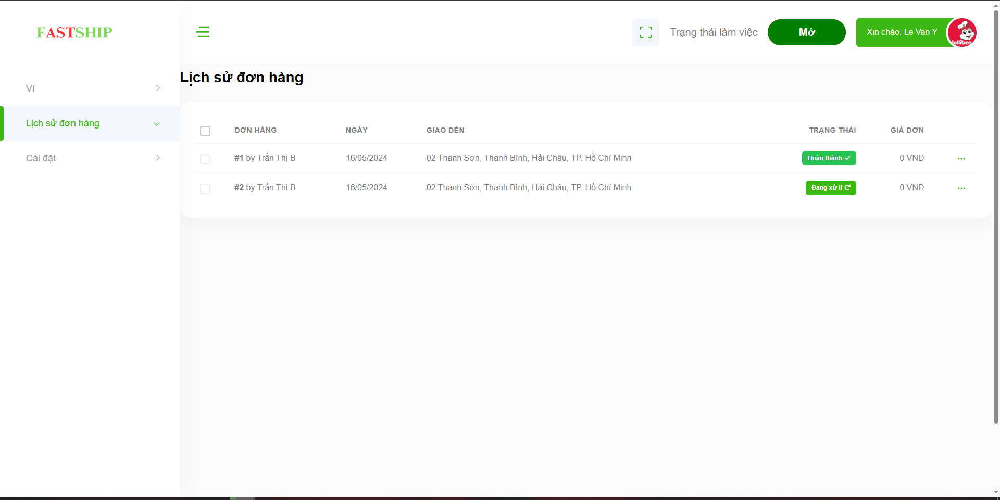 FASTSHIP
Trạng thái làm việc
Mở
Xin chào, Le Van Y
Jollibee
Ví
Lịch sử đơn hàng
Cài đặt
Lịch sử đơn hàng
ĐƠN HÀNG NGÀY GIAO ĐẾN TRẠNG THÁI GIÁ ĐƠN
#1 by Trần Thị B 16/05/2024 02 Thanh Sơn, Thanh Bình, Hải Châu, TP. Hồ Chí Minh Hoàn thành 0 VND
#2 by Trần Thị B 16/05/2024 02 Thanh Sơn, Thanh Bình, Hải Châu, TP. Hồ Chí Minh Đang xử lí 0 VND